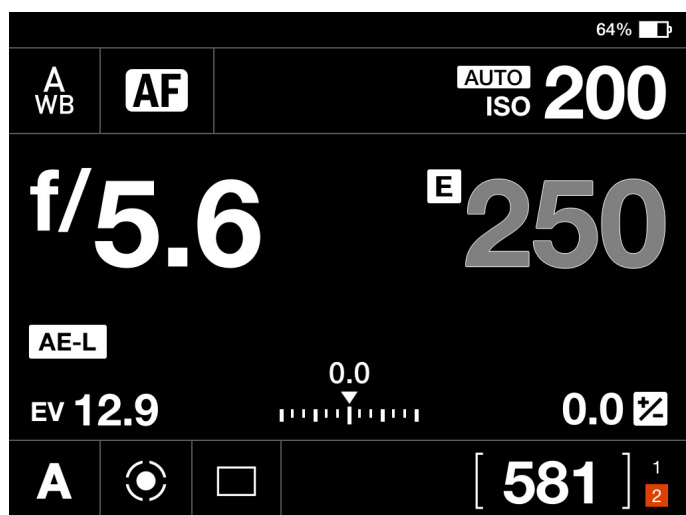 64%
A
WB
AF
AUTO
ISO
200
f/5.6
E
250
AE-L
0.0
EV 12.9
0.0 +/-
A
[ 581 ]
1
2